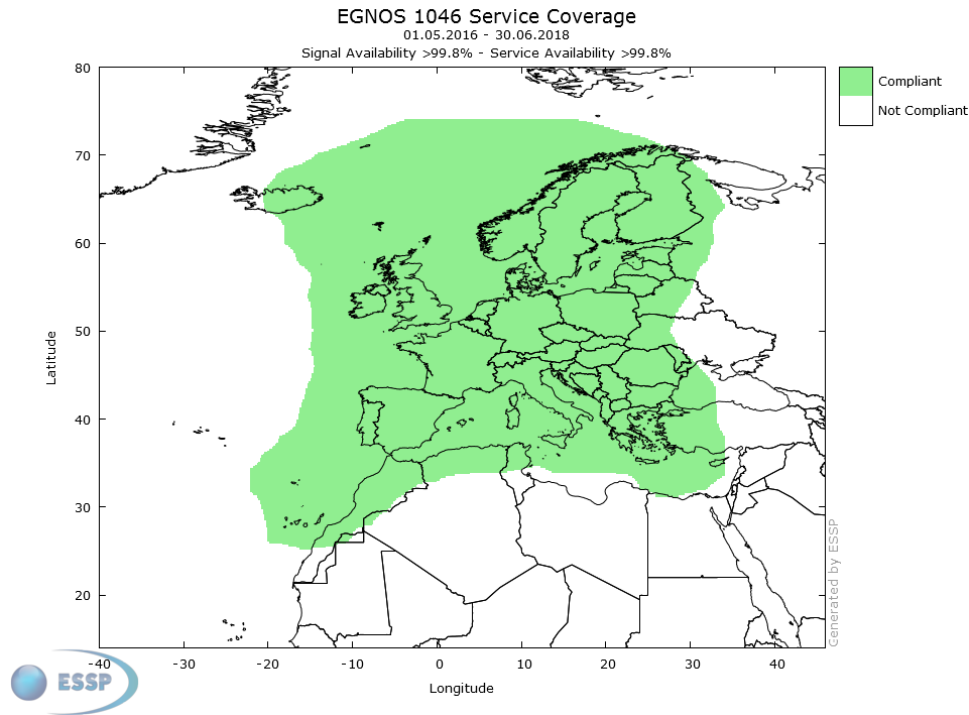 EGNOS 1046 Service Coverage
01.05.2016 - 30.06.2018
Signal Availability >99.8% - Service Availability >99.8%
Compliant
Not Compliant
80
70
60
50
40
30
20
-40
-30
-20
-10
0
10
20
30
40
Latitude
Longitude
Generated by ESSP
ESSP